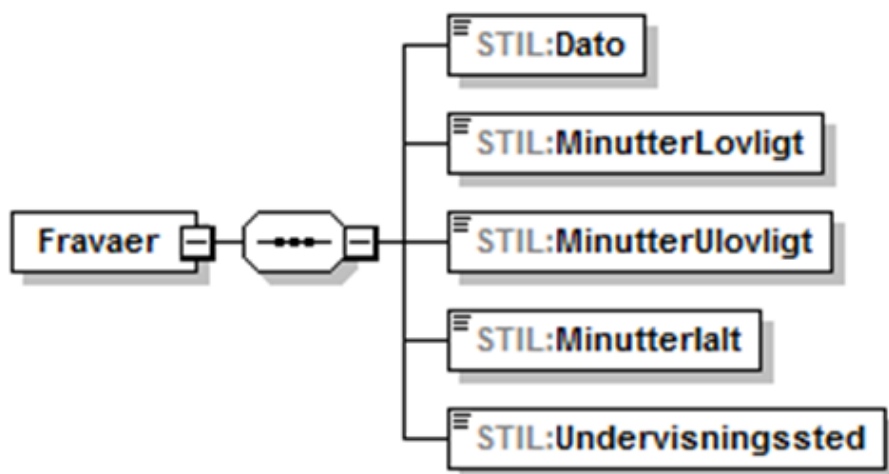 STIL:Dato
STIL:MinutterLovligt
Fravaer
STIL:MinutterUlovligt
STIL:MinutterIalt
STIL:Undervisningssted